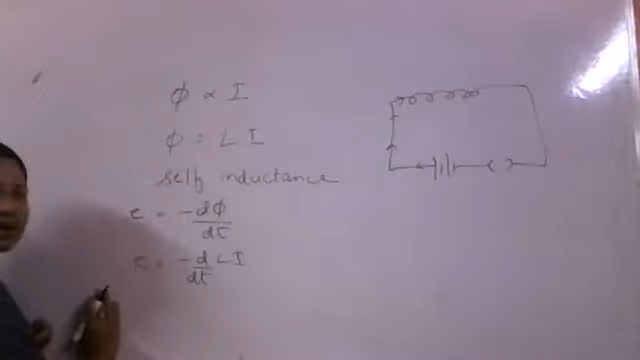 φ ∝ I
φ = L I
self inductance
e = -dφ/dt
e = -d/dt L I